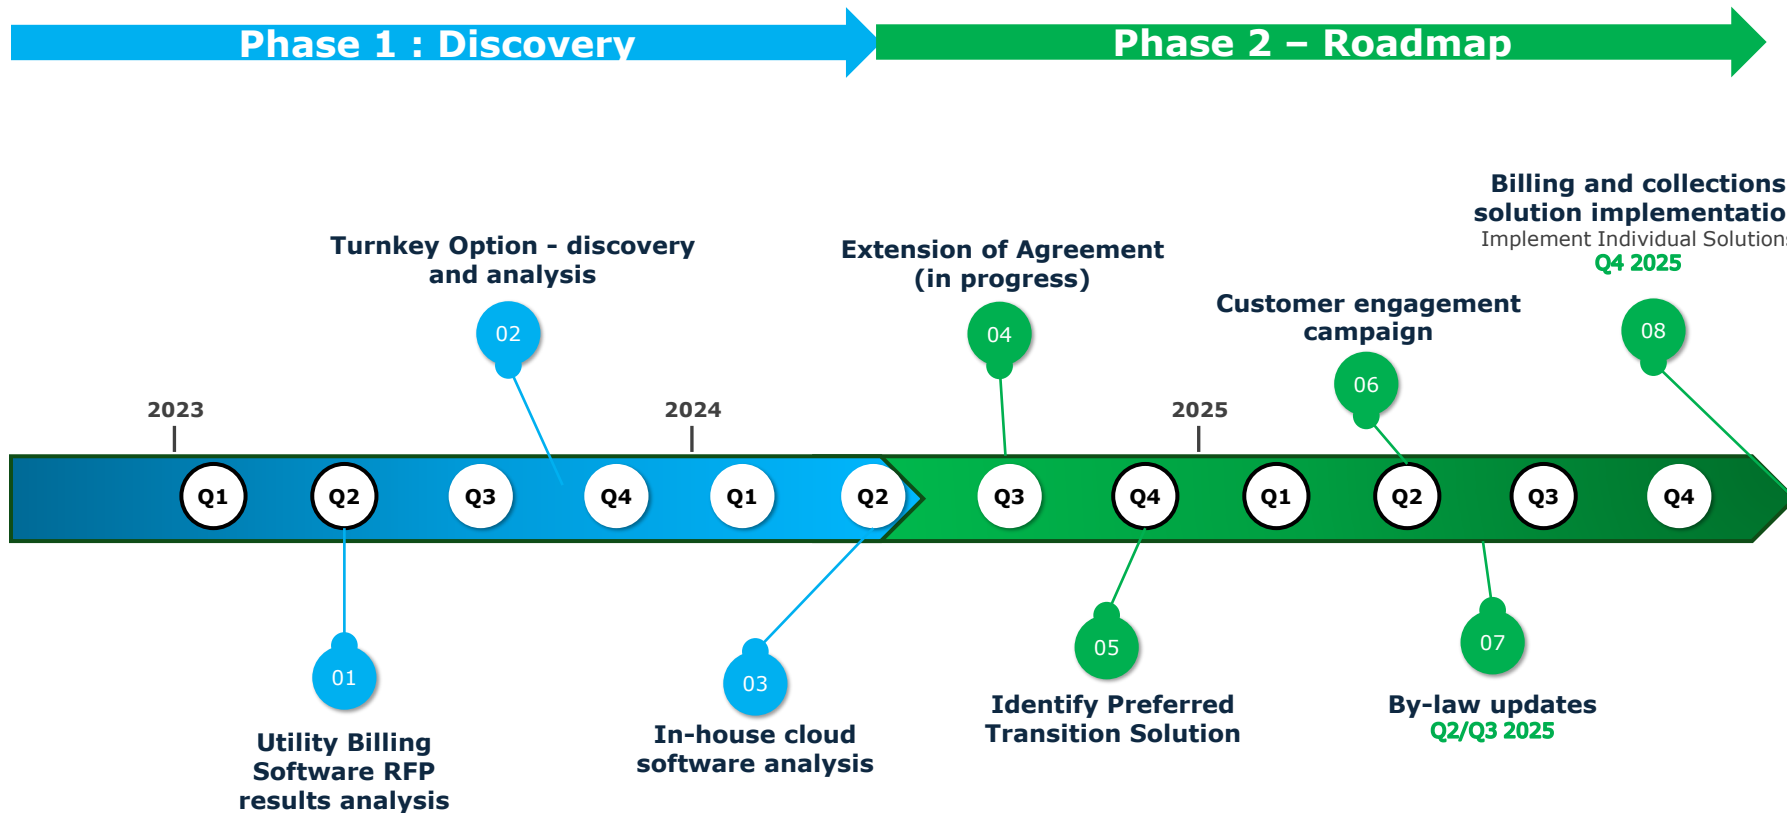 Phase 1 : Discovery
Phase 2 – Roadmap
Billing and collections
solution implementatio
Implement Individual Solution
Q4 2025
Turnkey Option - discovery
and analysis
Extension of Agreement
(in progress)
Customer engagement
campaign
02
04
06
08
2023
2024
2025
Q1
Q2
Q3
Q4
Q1
Q2
Q3
Q4
Q1
Q2
Q3
Q4
01
03
05
07
Utility Billing
Software RFP
results analysis
In-house cloud
software analysis
Identify Preferred
Transition Solution
By-law updates
Q2/Q3 2025